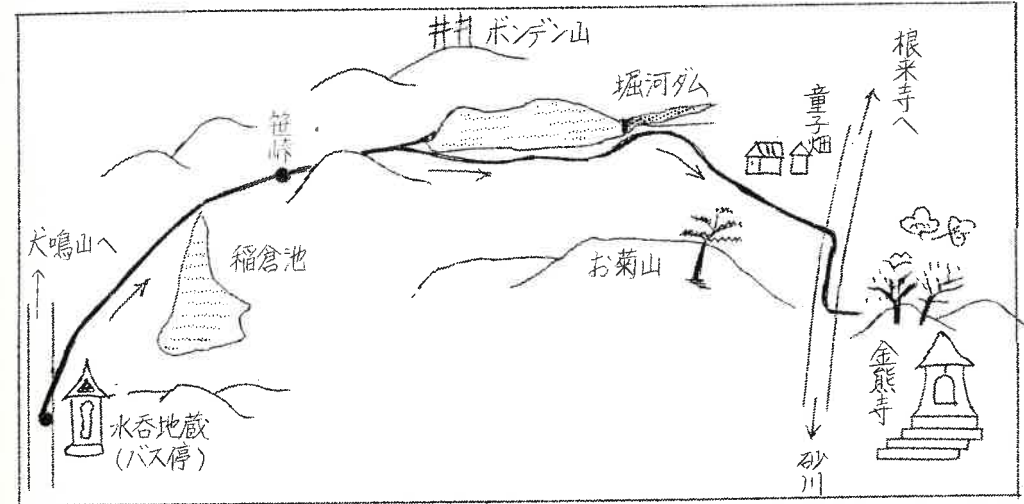 ボンデン山
根来寺へ
堀河ダム
童子畑
笹峠
犬鳴山へ
稲倉池
お菊山
金熊寺
水呑地蔵
(バス停)
砂川